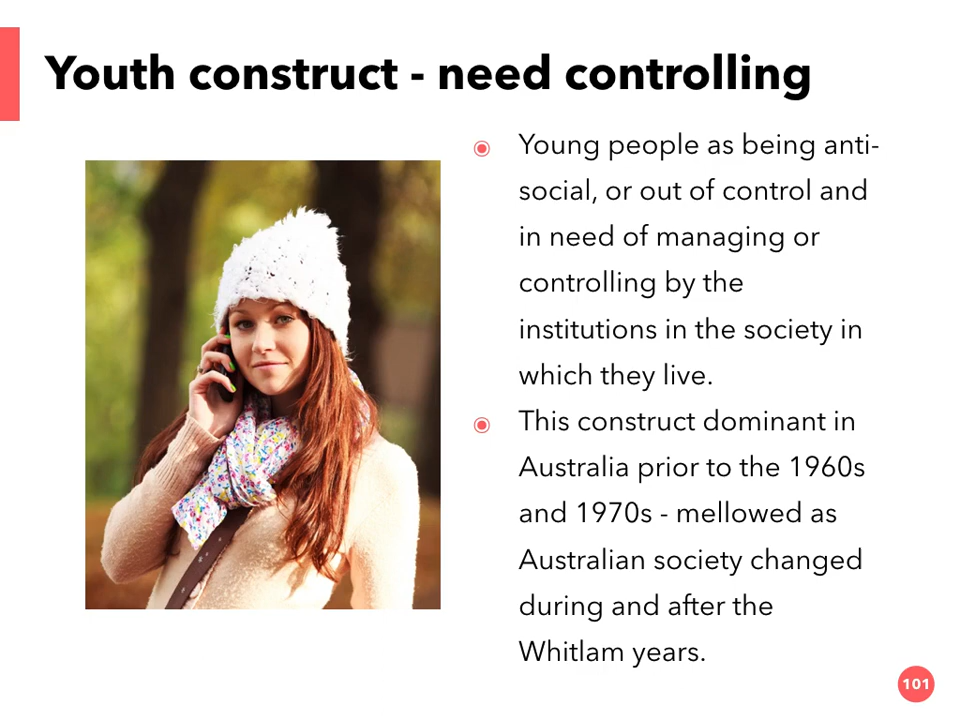 Youth construct - need controlling
Young people as being anti-
social, or out of control and
in need of managing or
controlling by the
institutions in the society in
which they live.
This construct dominant in
Australia prior to the 1960s
and 1970s - mellowed as
Australian society changed
during and after the
Whitlam years.
101